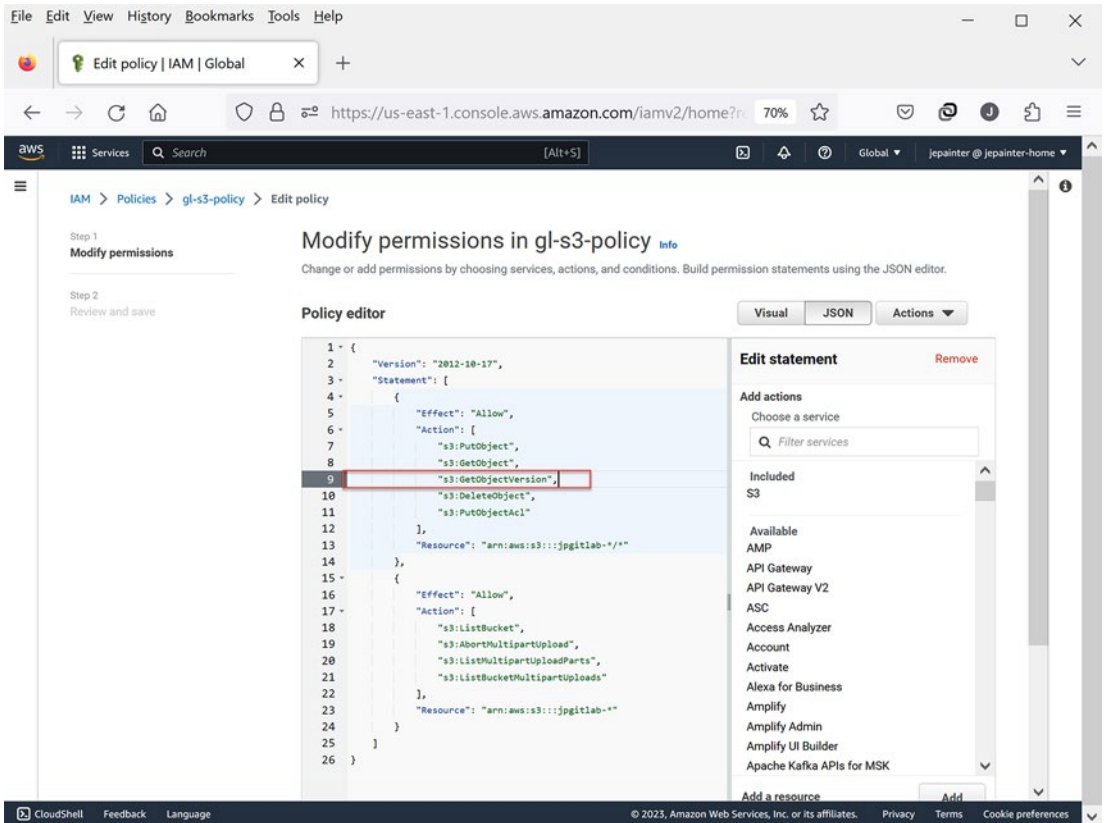 File Edit View History Bookmarks Tools Help
Edit policy | IAM | Global
https://us-east-1.console.aws.amazon.com/iamv2/home?r 70%
J
aws Services Search [Alt+S] Global jepainter @ jepainter-home
IAM > Policies > gl-s3-policy > Edit policy
Step 1
Modify permissions
Step 2
Review and save
Modify permissions in gl-s3-policy Info
Change or add permissions by choosing services, actions, and conditions. Build permission statements using the JSON editor.
Policy editor
Visual JSON Actions
1 {
2 "Version": "2012-10-17",
3 "Statement": [
4 {
5 "Effect": "Allow",
6 "Action": [
7 "s3:PutObject",
8 "s3:GetObject",
9 "s3:GetObjectVersion",
10 "s3:DeleteObject",
11 "s3:PutObjectAcl"
12 ],
13 "Resource": "arn:aws:s3:::jpgitlab-*/*"
14 },
15 {
16 "Effect": "Allow",
17 "Action": [
18 "s3:ListBucket",
19 "s3:AbortMultipartUpload",
20 "s3:ListMultipartUploadParts",
21 "s3:ListBucketMultipartUploads"
22 ],
23 "Resource": "arn:aws:s3:::jpgitlab-*"
24 }
25 ]
26 }
Edit statement Remove
Add actions
Choose a service
Filter services
Included
S3
Available
AMP
API Gateway
API Gateway V2
ASC
Access Analyzer
Account
Activate
Alexa for Business
Amplify
Amplify Admin
Amplify UI Builder
Apache Kafka APIs for MSK
Add a resource Add
CloudShell Feedback Language © 2023, Amazon Web Services, Inc. or its affiliates. Privacy Terms Cookie preferences